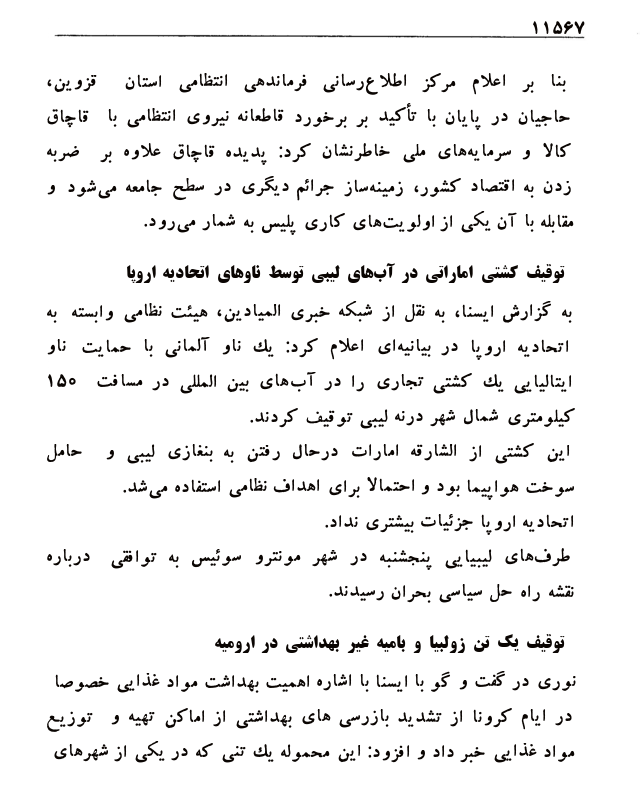 ۱۱۵۶۷
بنا بر اعلام مرکز اطلاع‌رسانی فرماندهی انتظامی استان قزوین،
حاجیان در پایان با تأکید بر برخورد قاطعانه نیروی انتظامی با قاچاق
کالا و سرمایه‌های ملی خاطرنشان کرد: پدیده قاچاق علاوه بر ضربه
زدن به اقتصاد کشور، زمینه‌ساز جرائم دیگری در سطح جامعه می‌شود و
مقابله با آن یکی از اولویت‌های کاری پلیس به شمار می‌رود.
توقیف کشتی اماراتی در آب‌های لیبی توسط ناوهای اتحادیه اروپا
به گزارش ایسنا، به نقل از شبکه خبری المیادین، هیئت نظامی وابسته به
اتحادیه اروپا در بیانیه‌ای اعلام کرد: یك ناو آلمانی با حمایت ناو
ایتالیایی یك کشتی تجاری را در آب‌های بین المللی در مسافت ۱۵۰
کیلومتری شمال شهر درنه لیبی توقیف کردند.
این کشتی از الشارقه امارات درحال رفتن به بنغازی لیبی و حامل
سوخت هواپیما بود و احتمالا برای اهداف نظامی استفاده می‌شد.
اتحادیه اروپا جزئیات بیشتری نداد.
طرف‌های لیبیایی پنجشنبه در شهر مونترو سوئیس به توافقی درباره
نقشه راه حل سیاسی بحران رسیدند.
توقیف یک تن زولبیا و بامیه غیر بهداشتی در ارومیه
نوری در گفت و گو با ایسنا با اشاره اهمیت بهداشت مواد غذایی خصوصا
در ایام کرونا از تشدید بازرسی های بهداشتی از اماکن تهیه و توزیع
مواد غذایی خبر داد و افزود: این محموله یك تنی که در یکی از شهرهای